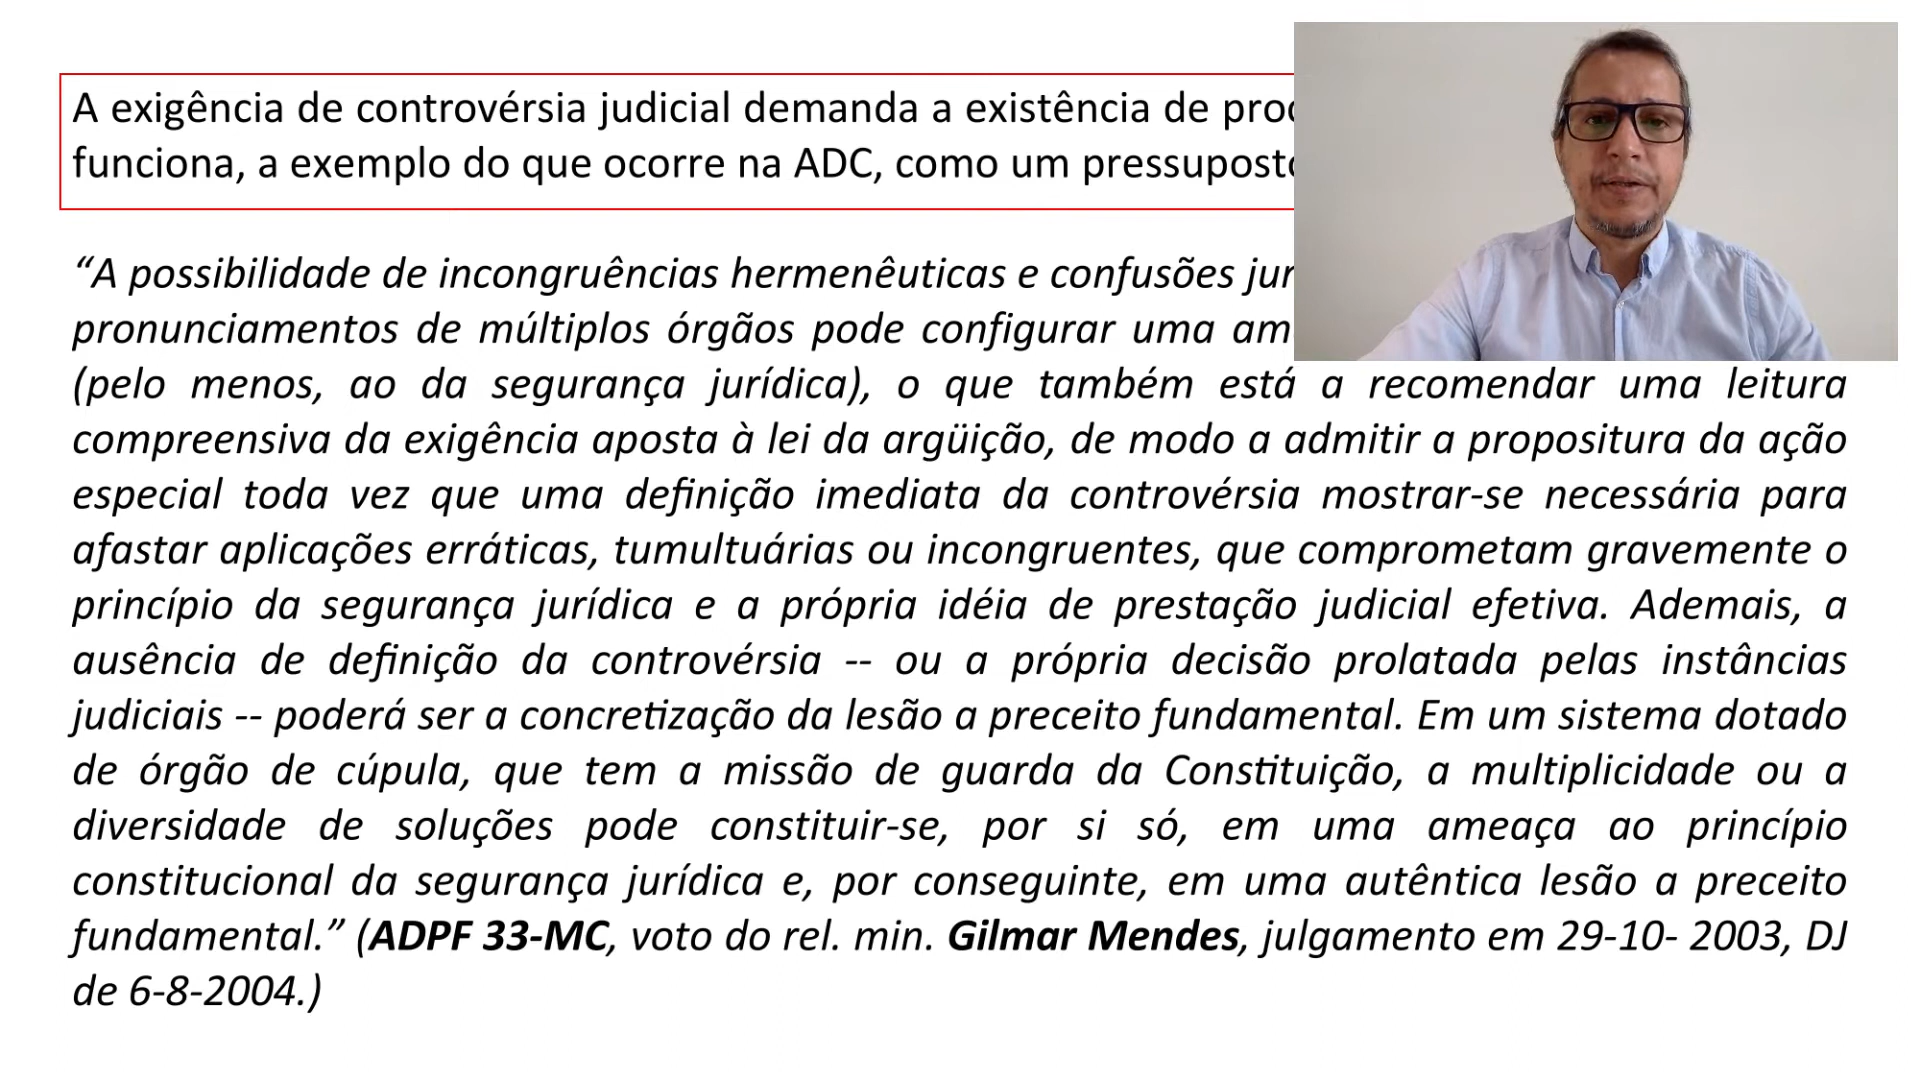 A exigência de controvérsia judicial demanda a existência de
funciona, a exemplo do que ocorre na ADC, como um
“A possibilidade de incongruências hermenêuticas e confusões
pronunciamentos de múltiplos órgãos pode configurar uma
(pelo menos, ao da segurança jurídica), o que também está a recomendar uma leitura
compreensiva da exigência aposta à lei da argüição, de modo a admitir a propositura da ação
especial toda vez que uma definição imediata da controvérsia mostrar-se necessária para
afastar aplicações erráticas, tumultuárias ou incongruentes, que comprometam gravemente o
princípio da segurança jurídica e a própria idéia de prestação judicial efetiva. Ademais, a
ausência de definição da controvérsia -- ou a própria decisão prolatada pelas instâncias
judiciais -- poderá ser a concretização da lesão a preceito fundamental. Em um sistema dotado
de órgão de cúpula, que tem a missão de guarda da Constituição, a multiplicidade ou a
diversidade de soluções pode constituir-se, por si só, em uma ameaça ao princípio
constitucional da segurança jurídica e, por conseguinte, em uma autêntica lesão a preceito
fundamental.” (ADPF 33-MC, voto do rel. min. Gilmar Mendes, julgamento em 29-10- 2003, DJ
de 6-8-2004.)